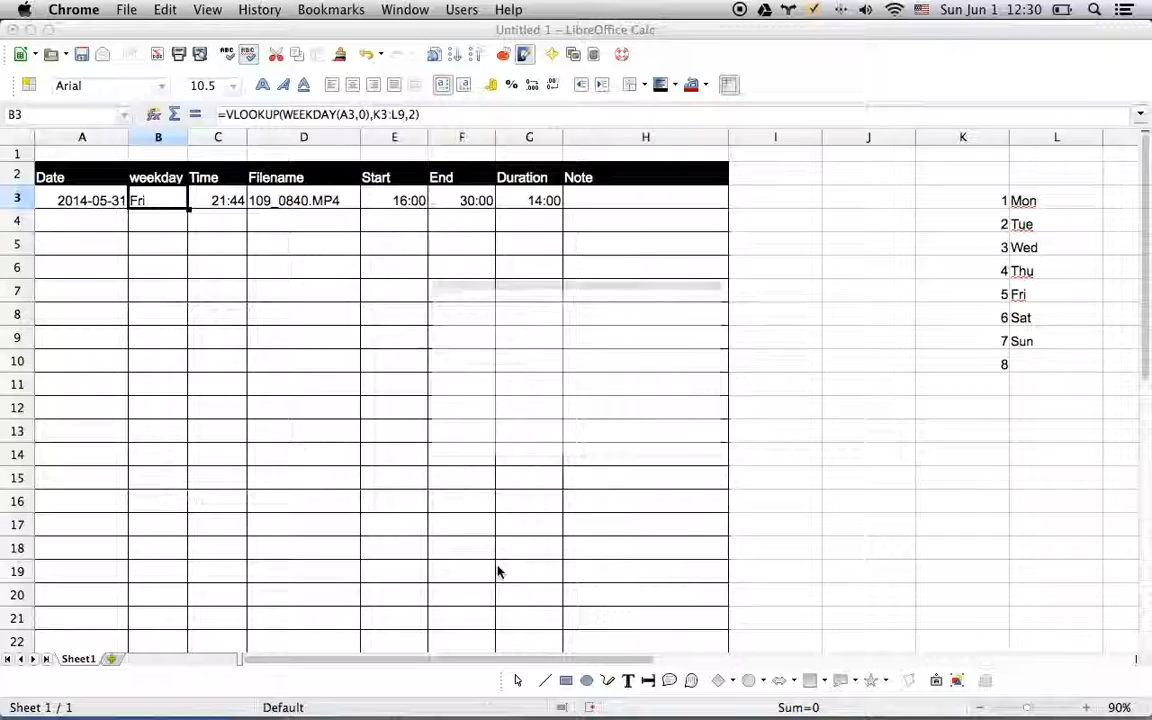 Chrome File Edit View History Bookmarks Window Users Help Sun Jun 1 12:30
Untitled 1 – LibreOffice Calc
Arial 10.5
B3 =VLOOKUP(WEEKDAY(A3,0),K3:L9,2)
A B C D E F G H I J K L
1
2 Date weekday Time Filename Start End Duration Note
3 2014-05-31 Fri 21:44 109_0840.MP4 16:00 30:00 14:00 1 Mon
4 2 Tue
5 3 Wed
6 4 Thu
7 5 Fri
8 6 Sat
9 7 Sun
10 8
11
12
13
14
15
16
17
18
19
20
21
22
Sheet1
Sheet 1 / 1 Default Sum=0 90%